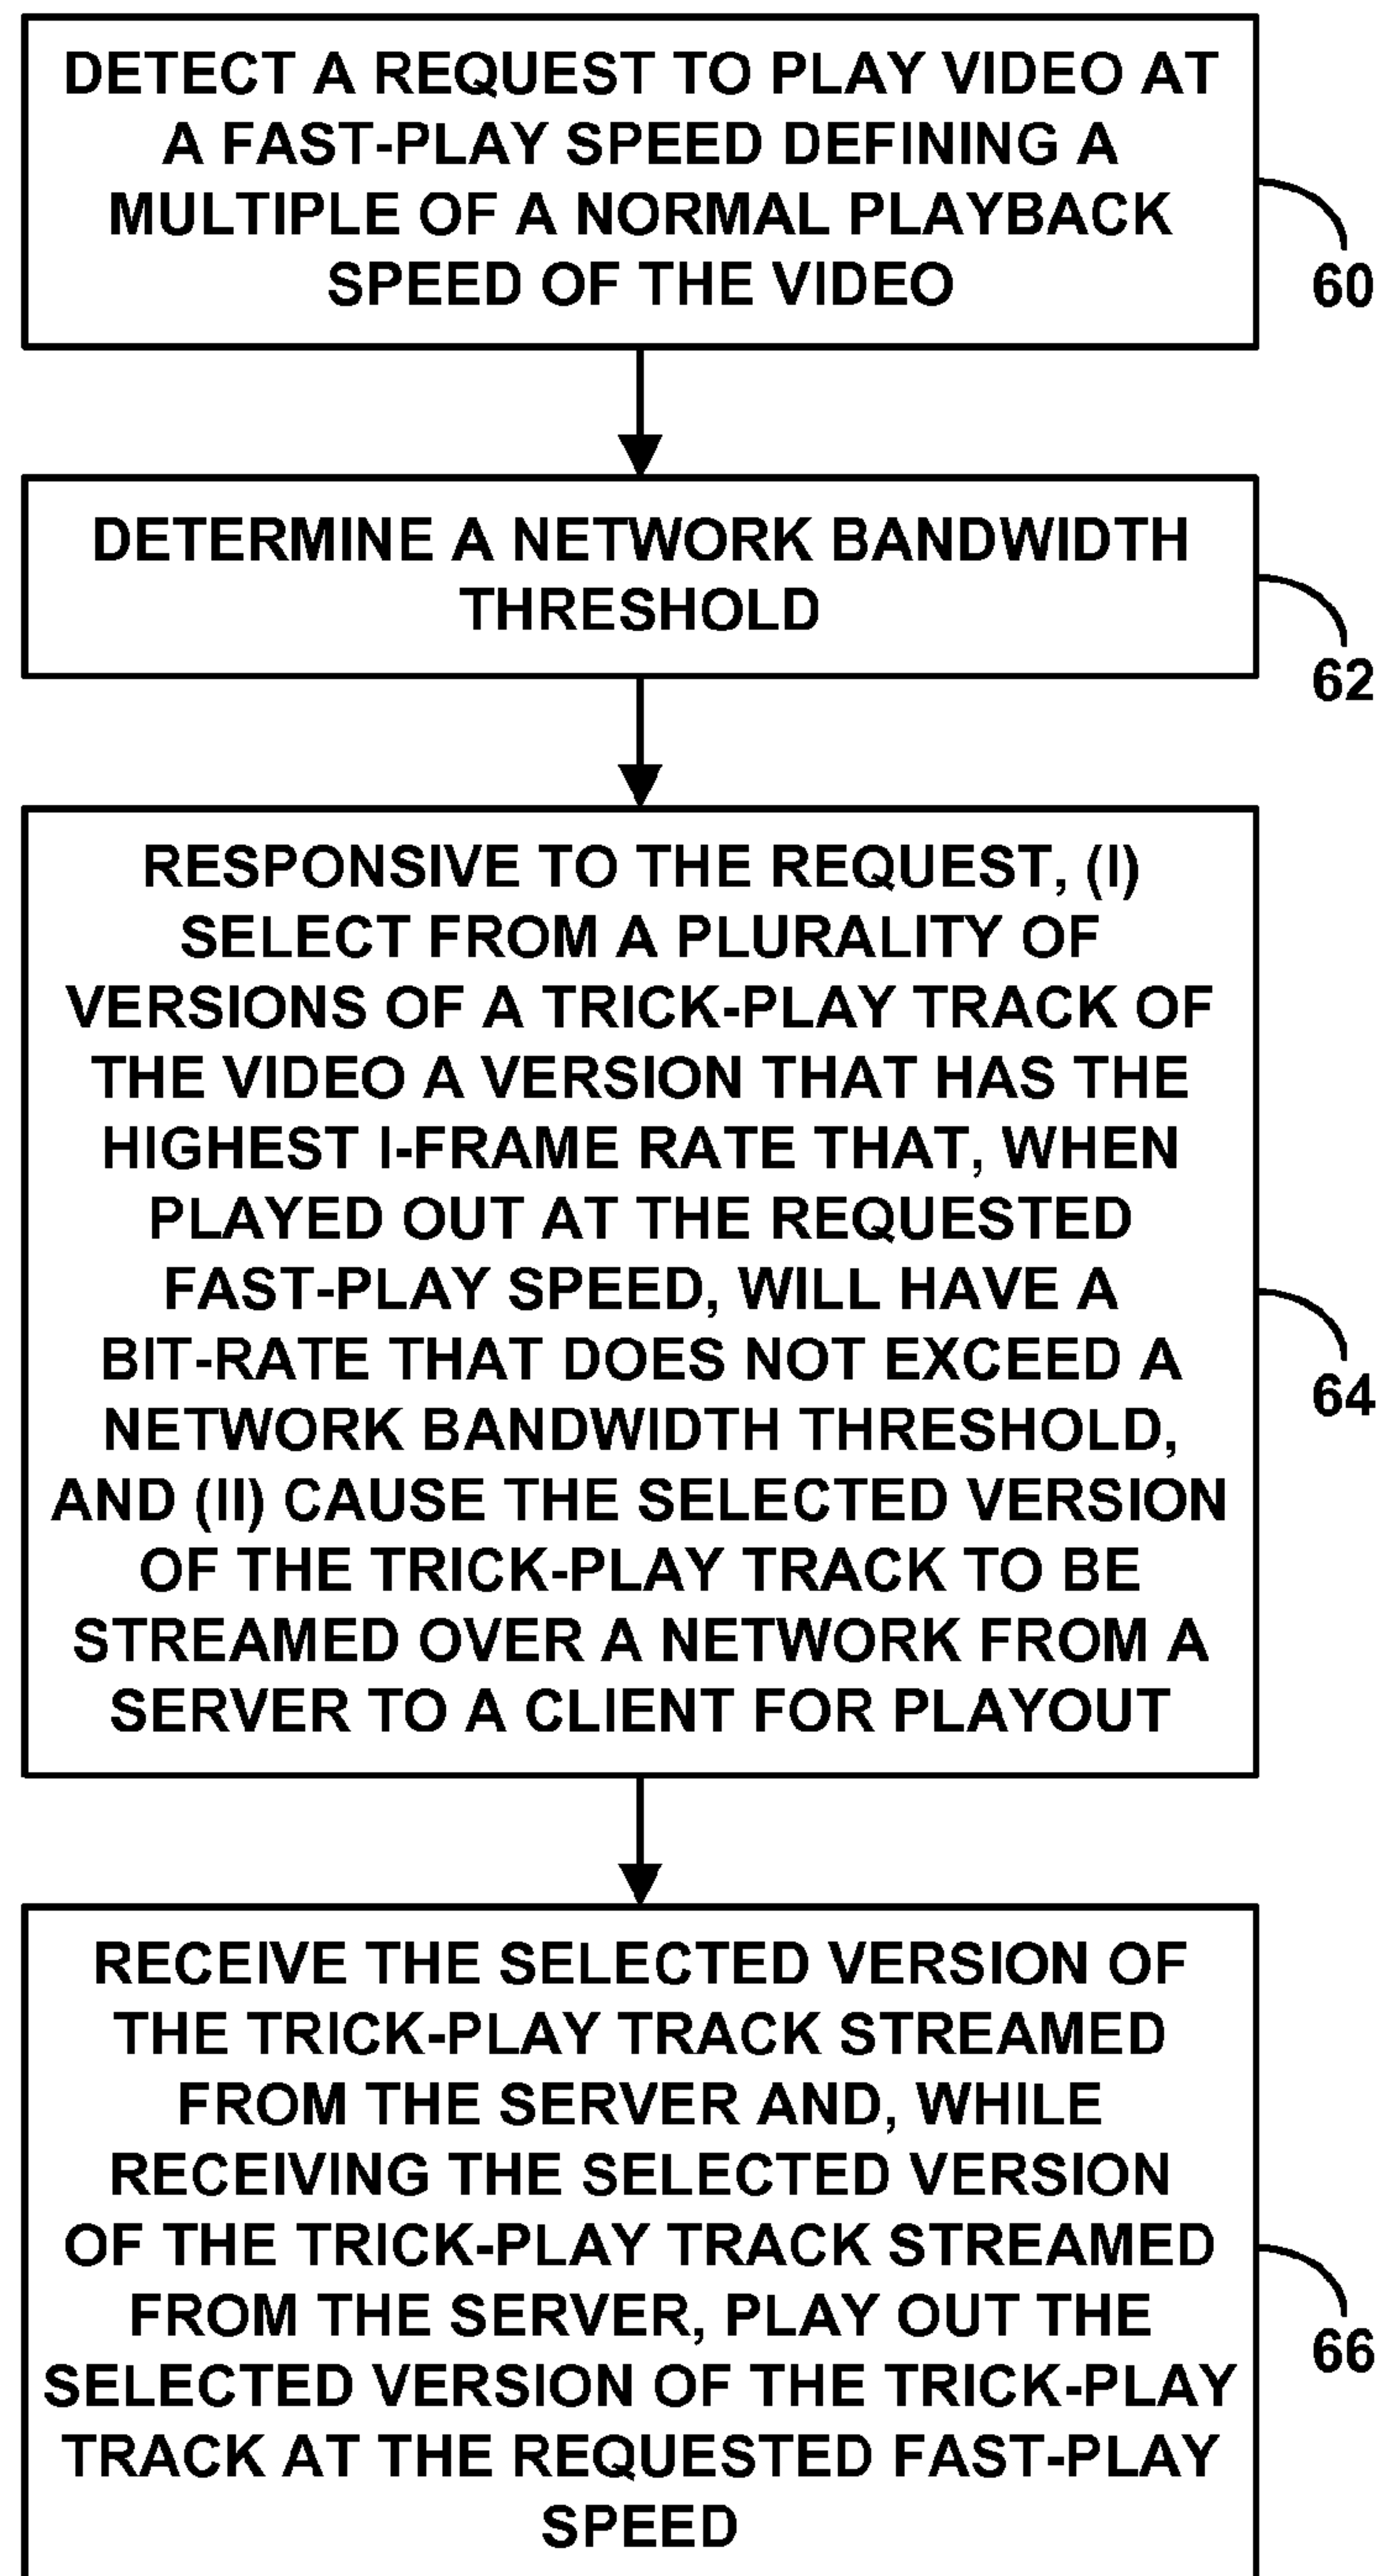 DETECT A REQUEST TO PLAY VIDEO AT
A FAST-PLAY SPEED DEFINING A
MULTIPLE OF A NORMAL PLAYBACK
SPEED OF THE VIDEO
60
DETERMINE A NETWORK BANDWIDTH
THRESHOLD
62
RESPONSIVE TO THE REQUEST, (I)
SELECT FROM A PLURALITY OF
VERSIONS OF A TRICK-PLAY TRACK OF
THE VIDEO A VERSION THAT HAS THE
HIGHEST I-FRAME RATE THAT, WHEN
PLAYED OUT AT THE REQUESTED
FAST-PLAY SPEED, WILL HAVE A
BIT-RATE THAT DOES NOT EXCEED A
NETWORK BANDWIDTH THRESHOLD,
AND (II) CAUSE THE SELECTED VERSION
OF THE TRICK-PLAY TRACK TO BE
STREAMED OVER A NETWORK FROM A
SERVER TO A CLIENT FOR PLAYOUT
64
RECEIVE THE SELECTED VERSION OF
THE TRICK-PLAY TRACK STREAMED
FROM THE SERVER AND, WHILE
RECEIVING THE SELECTED VERSION
OF THE TRICK-PLAY TRACK STREAMED
FROM THE SERVER, PLAY OUT THE
SELECTED VERSION OF THE TRICK-PLAY
TRACK AT THE REQUESTED FAST-PLAY
SPEED
66